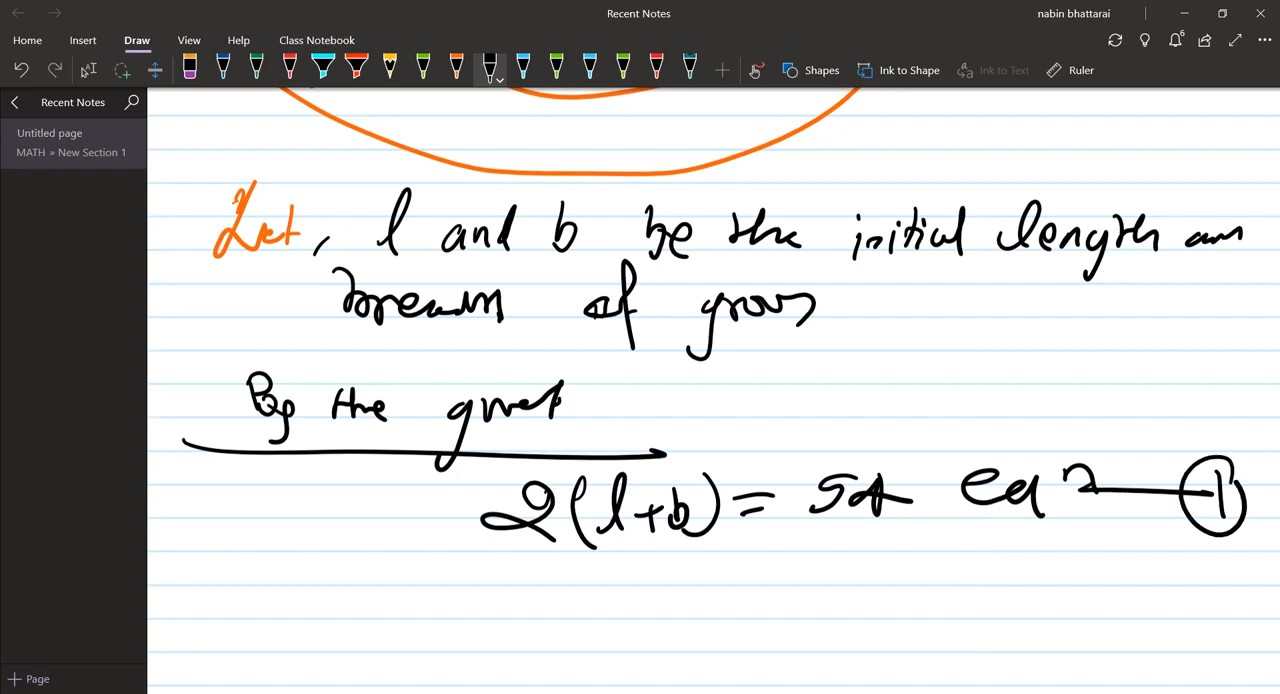 Recent Notes
nabin bhattarai
Home Insert Draw View Help Class Notebook
Shapes Ink to Shape Ink to Text Ruler
Recent Notes
Untitled page
MATH » New Section 1
Let, l and b be the initial length an
of
By the
2(l+b) = 54 eqn 1
Page